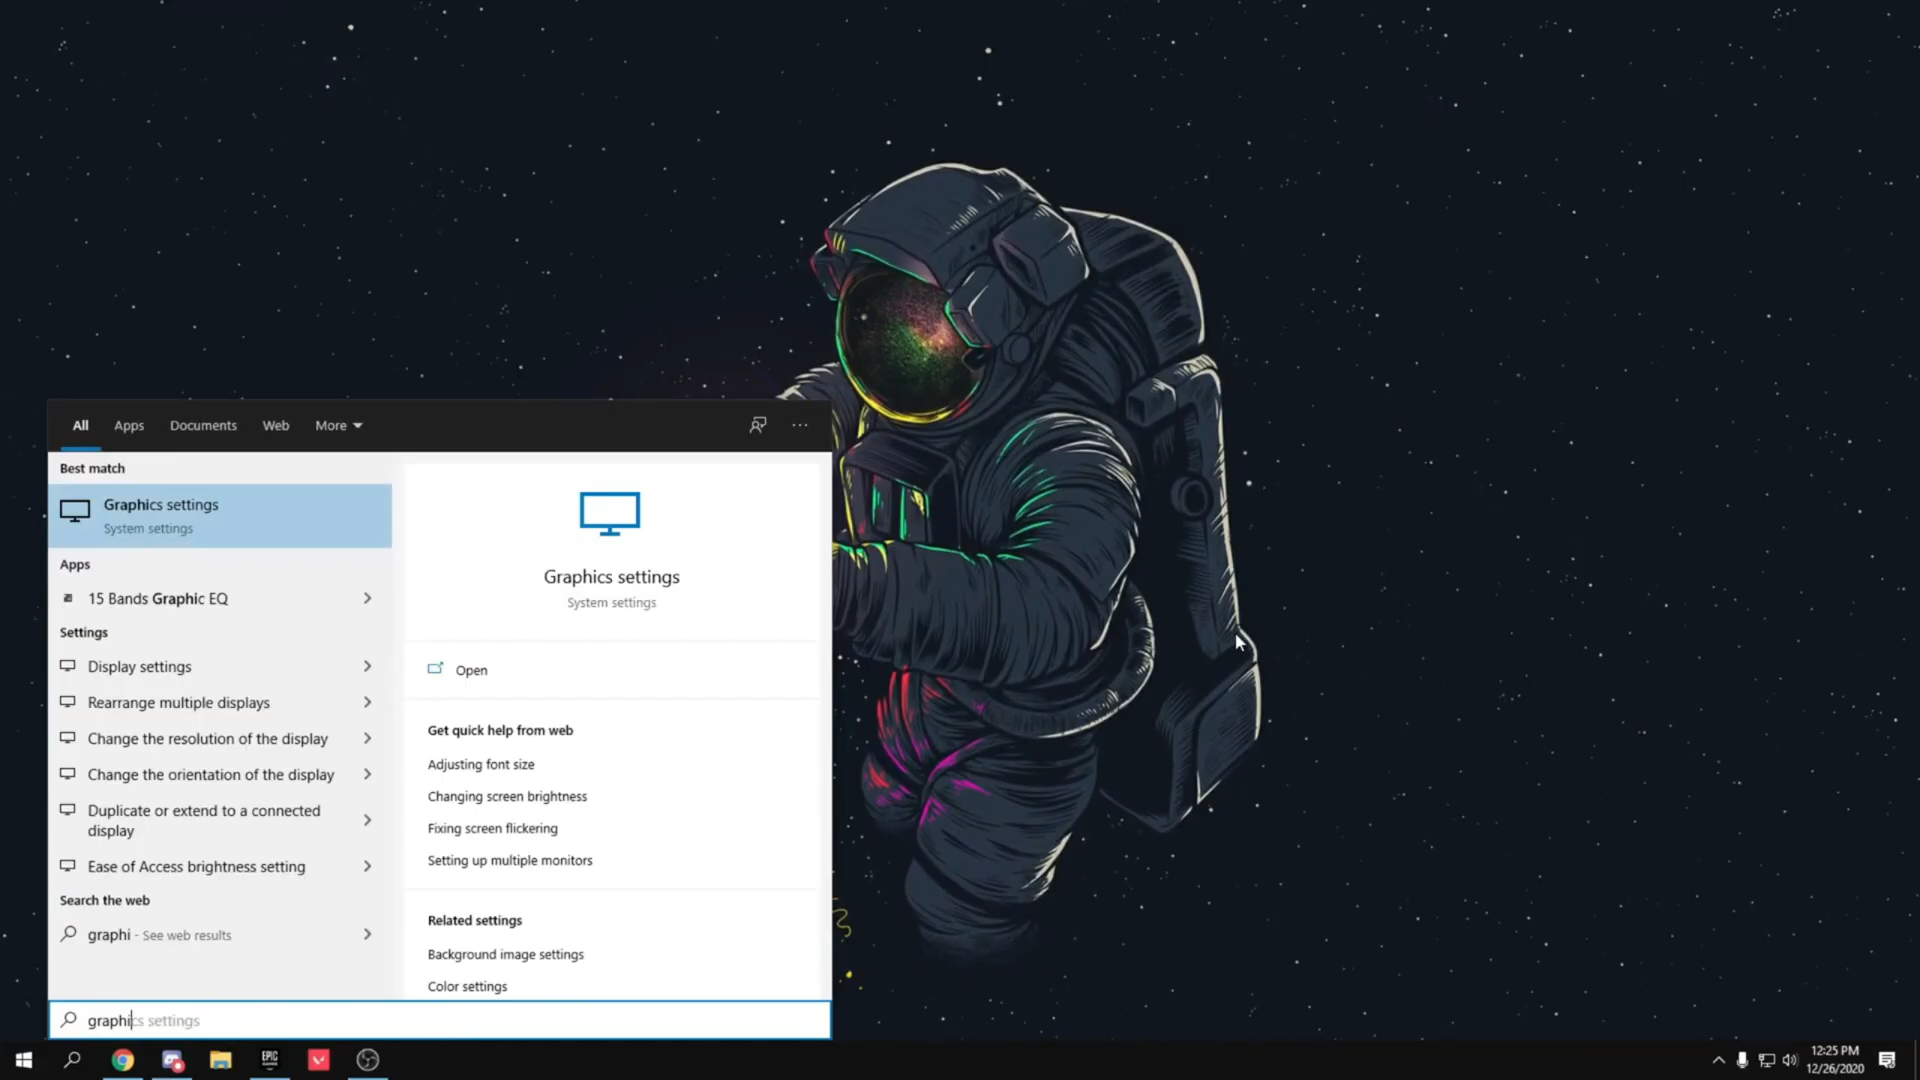 All Apps Documents Web More
Best match
Graphics settings
System settings
Apps
15 Bands Graphic EQ
Settings
Display settings
Rearrange multiple displays
Change the resolution of the display
Change the orientation of the display
Duplicate or extend to a connected
display
Ease of Access brightness setting
Search the web
graphi - See web results
Graphics settings
System settings
Open
Get quick help from web
Adjusting font size
Changing screen brightness
Fixing screen flickering
Setting up multiple monitors
Related settings
Background image settings
Color settings
graphics settings
EPIC
GAMES
12:25 PM
12/26/2020